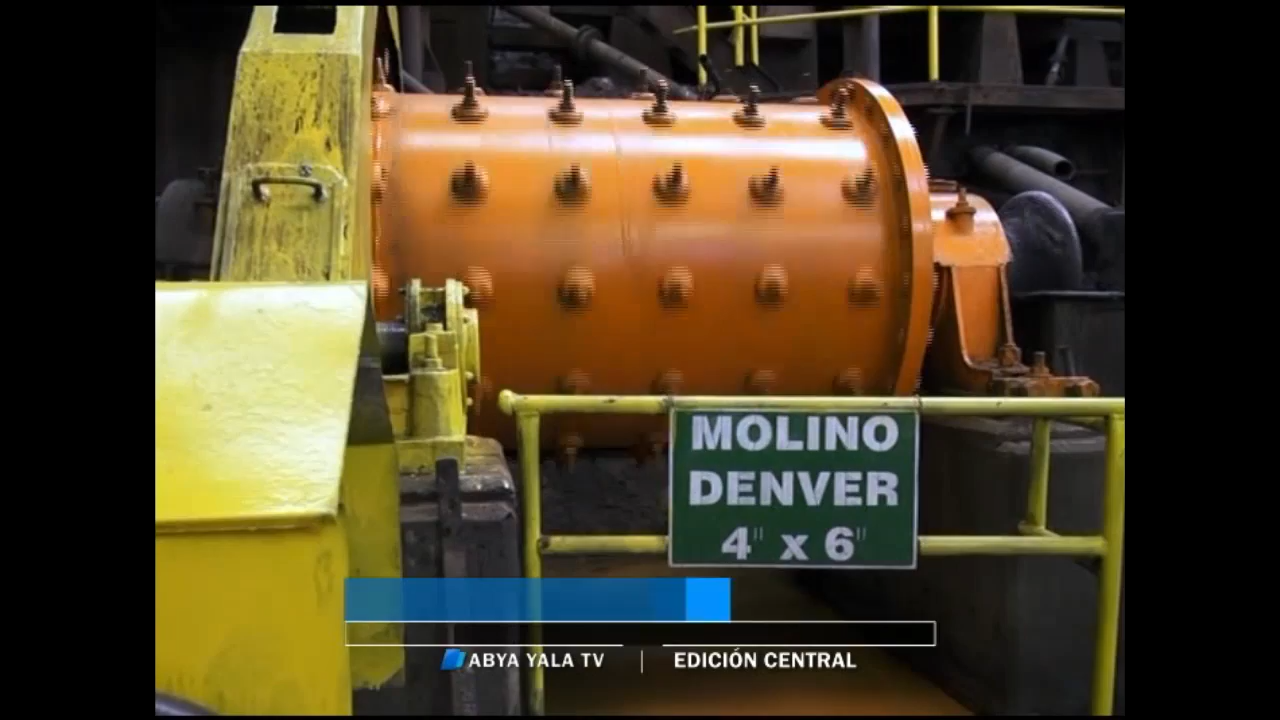 MOLINO
DENVER
4" x 6"
ABYA YALA TV | EDICIÓN CENTRAL